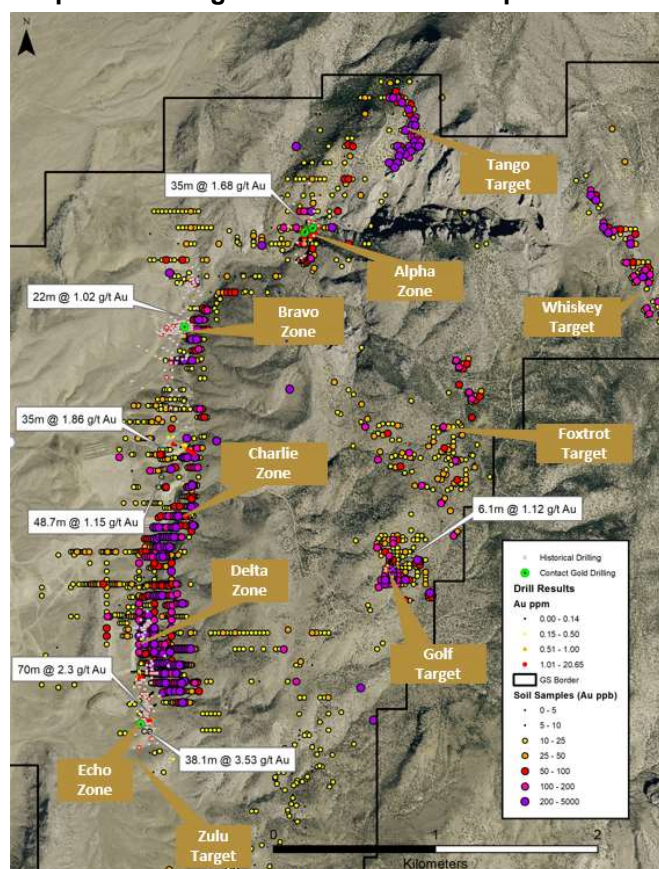 N
Tango
Target
35m @ 1.68 g/t Au
Alpha
Zone
22m @ 1.02 g/t Au
Bravo
Zone
Whiskey
Target
35m @ 1.86 g/t Au
Foxtrot
Target
Charlie
Zone
48.7m @ 1.15 g/t Au
6.1m @ 1.12 g/t Au
Delta
Zone
Golf
Target
70m @ 2.3 g/t Au
38.1m @ 3.53 g/t Au
Echo
Zone
Zulu
Target
Historical Drilling
Contact Gold Drilling
Drill Results
Au ppm
0.00 - 0.14
0.15 - 0.50
0.51 - 1.00
1.01 - 20.65
GS Border
Soil Samples (Au ppb)
0 - 5
5 - 10
10 - 25
25 - 50
50 - 100
100 - 200
200 - 5000
0 1 2
Kilometers